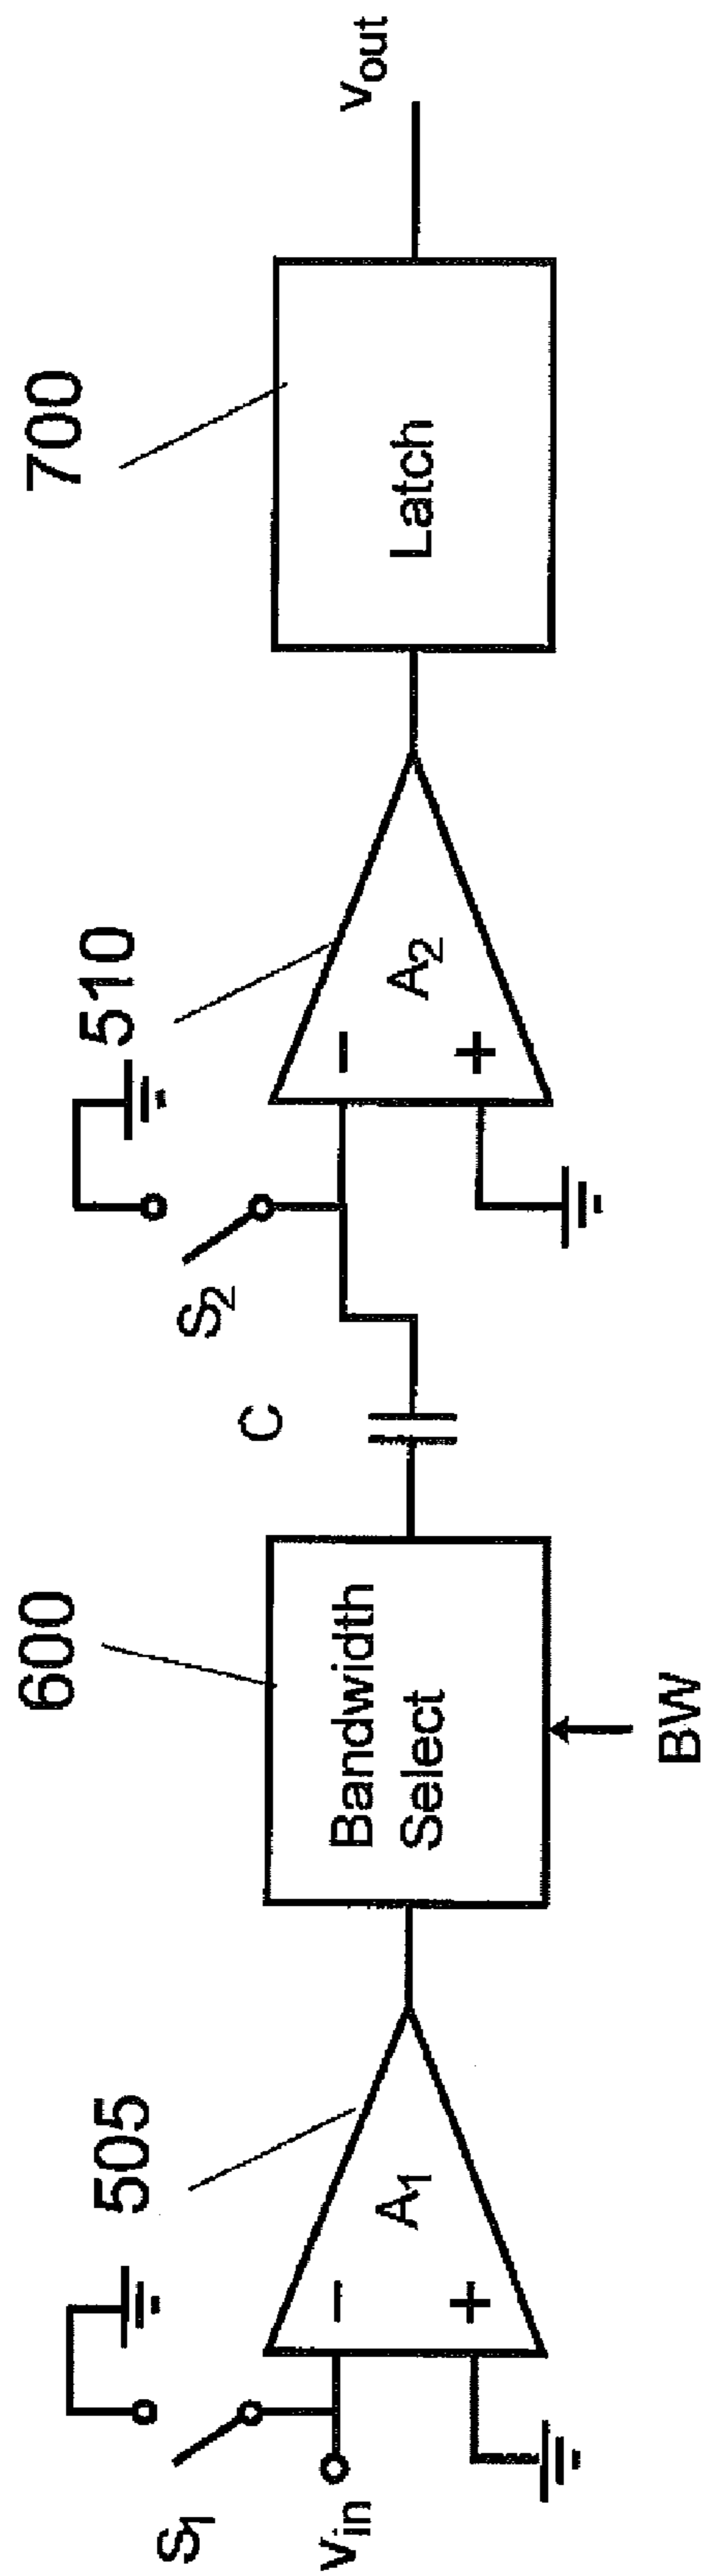 505
600
510
700
S1
vin
−
+
A1
Bandwidth
Select
BW
C
S2
−
+
A2
Latch
vout